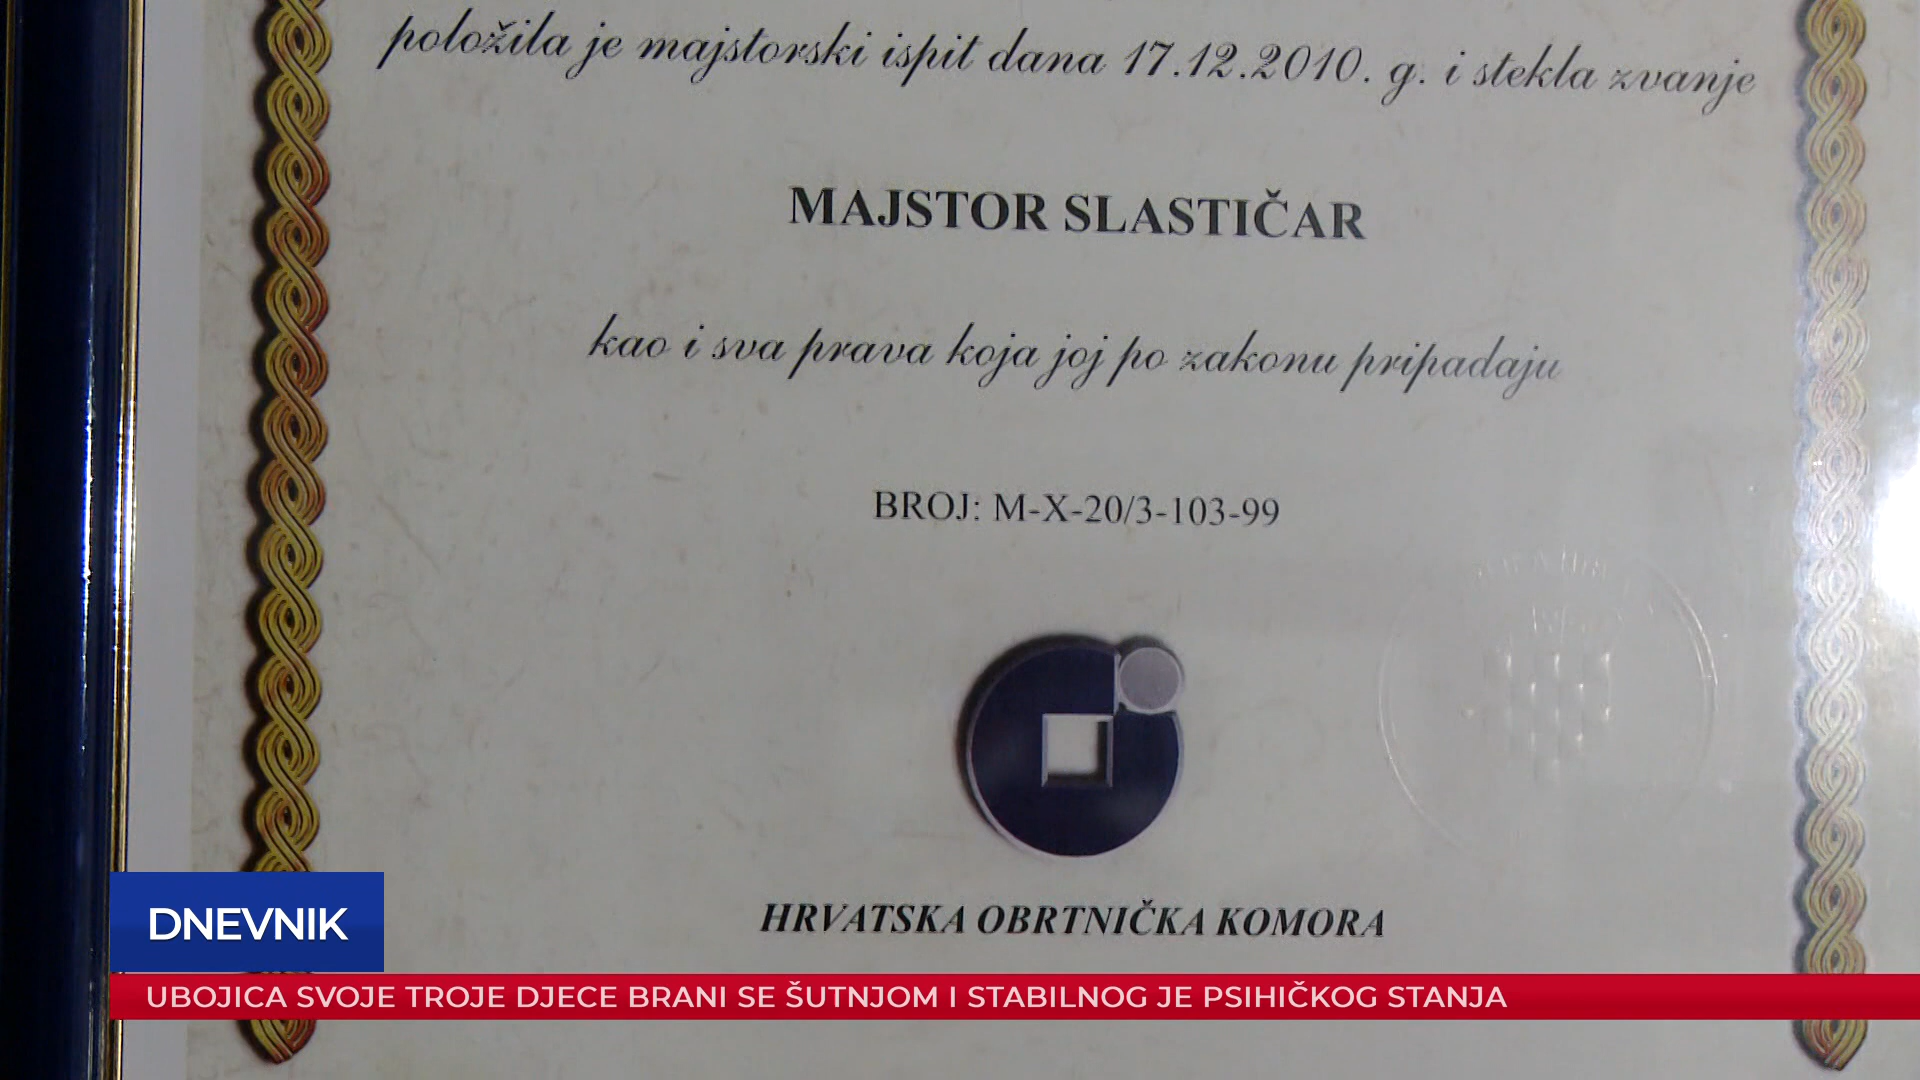 položila je majstorski ispit dana 17.12.2010. g. i stekla zvanje
MAJSTOR SLASTIČAR
kao i sva prava koja joj po zakonu pripadaju
BROJ: M-X-20/3-103-99
HRVATSKA OBRTNIČKA KOMORA
DNEVNIK
UBOJICA SVOJE TROJE DJECE BRANI SE ŠUTNJOM I STABILNOG JE PSIHIČKOG STANJA